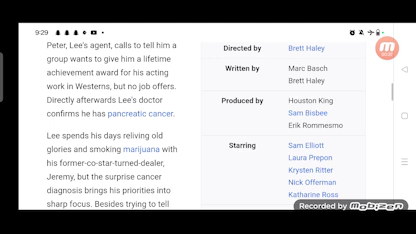 9:29
Peter, Lee's agent, calls to tell him a
group wants to give him a lifetime
achievement award for his acting
work in Westerns, but no job offers.
Directly afterwards Lee's doctor
confirms he has pancreatic cancer.
Lee spends his days reliving old
glories and smoking marijuana with
his former-co-star-turned-dealer,
Jeremy, but the surprise cancer
diagnosis brings his priorities into
sharp focus. Besides trying to tell
Directed by Brett Haley
Written by Marc Basch
Brett Haley
Produced by Houston King
Sam Bisbee
Erik Rommesmo
Starring Sam Elliott
Laura Prepon
Krysten Ritter
Nick Offerman
Katharine Ross
Recorded by Mobizen